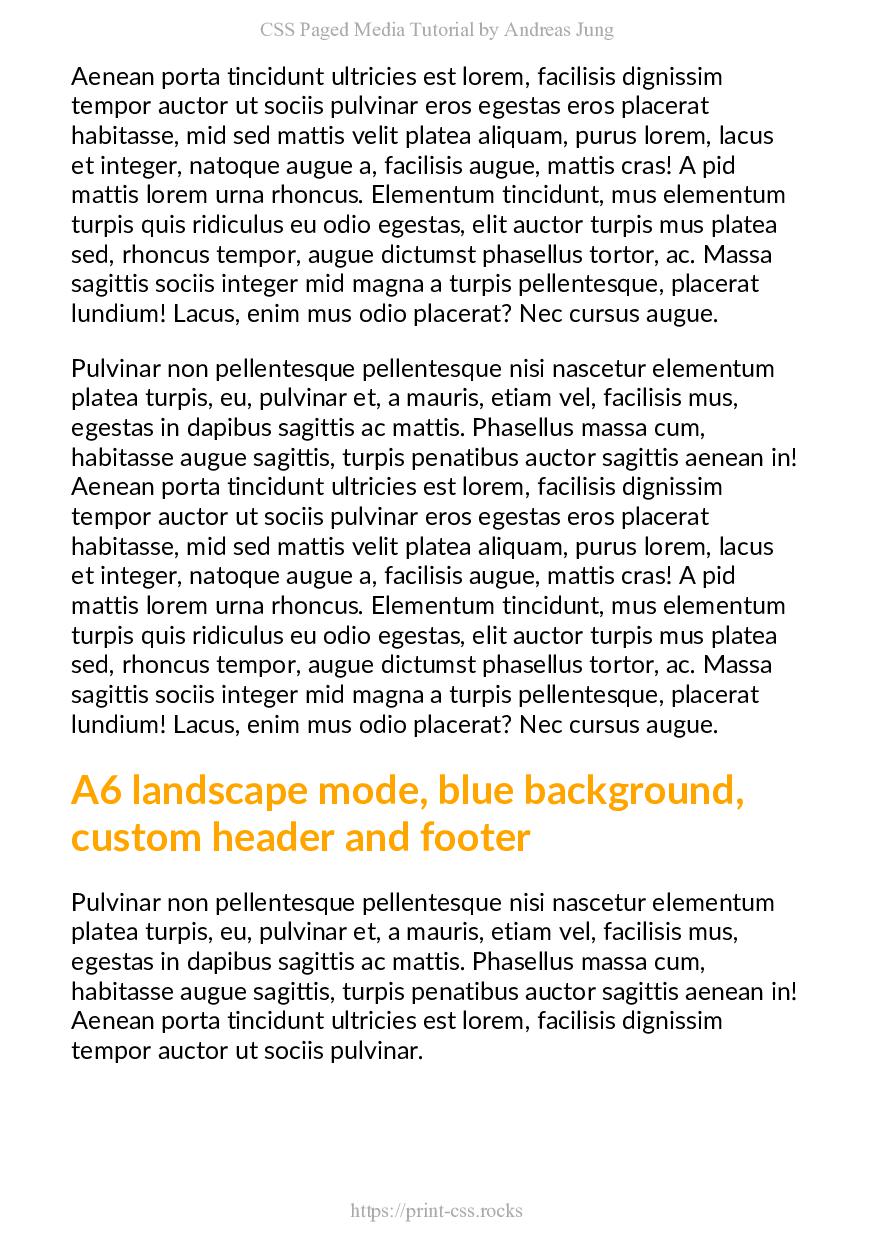 CSS Paged Media Tutorial by Andreas Jung
Aenean porta tincidunt ultricies est lorem, facilisis dignissim
tempor auctor ut sociis pulvinar eros egestas eros placerat
habitasse, mid sed mattis velit platea aliquam, purus lorem, lacus
et integer, natoque augue a, facilisis augue, mattis cras! A pid
mattis lorem urna rhoncus. Elementum tincidunt, mus elementum
turpis quis ridiculus eu odio egestas, elit auctor turpis mus platea
sed, rhoncus tempor, augue dictumst phasellus tortor, ac. Massa
sagittis sociis integer mid magna a turpis pellentesque, placerat
lundium! Lacus, enim mus odio placerat? Nec cursus augue.
Pulvinar non pellentesque pellentesque nisi nascetur elementum
platea turpis, eu, pulvinar et, a mauris, etiam vel, facilisis mus,
egestas in dapibus sagittis ac mattis. Phasellus massa cum,
habitasse augue sagittis, turpis penatibus auctor sagittis aenean in!
Aenean porta tincidunt ultricies est lorem, facilisis dignissim
tempor auctor ut sociis pulvinar eros egestas eros placerat
habitasse, mid sed mattis velit platea aliquam, purus lorem, lacus
et integer, natoque augue a, facilisis augue, mattis cras! A pid
mattis lorem urna rhoncus. Elementum tincidunt, mus elementum
turpis quis ridiculus eu odio egestas, elit auctor turpis mus platea
sed, rhoncus tempor, augue dictumst phasellus tortor, ac. Massa
sagittis sociis integer mid magna a turpis pellentesque, placerat
lundium! Lacus, enim mus odio placerat? Nec cursus augue.
A6 landscape mode, blue background,
custom header and footer
Pulvinar non pellentesque pellentesque nisi nascetur elementum
platea turpis, eu, pulvinar et, a mauris, etiam vel, facilisis mus,
egestas in dapibus sagittis ac mattis. Phasellus massa cum,
habitasse augue sagittis, turpis penatibus auctor sagittis aenean in!
Aenean porta tincidunt ultricies est lorem, facilisis dignissim
tempor auctor ut sociis pulvinar.
https://print-css.rocks